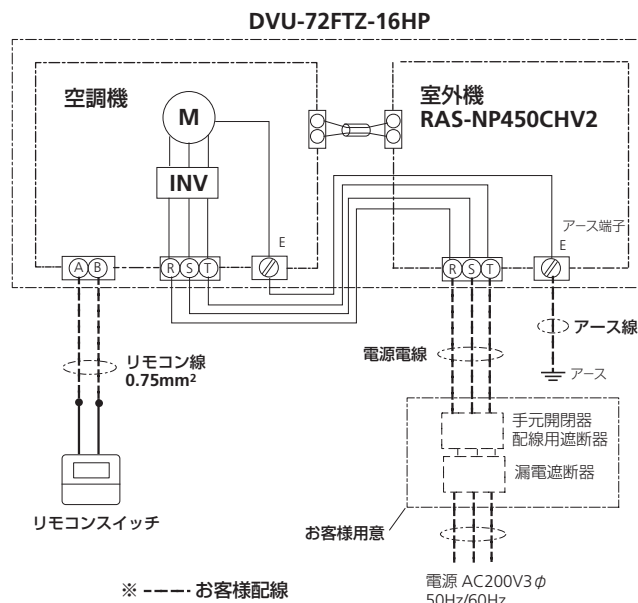 DVU-72FTZ-16HP
空調機
M
INV
室外機
RAS-NP450CHV2
アース端子
E
E
A B
R S T
R S T
リモコン線
0.75mm²
電源電線
アース線
アース
手元開閉器
配線用遮断器
漏電遮断器
リモコンスイッチ
お客様用意
※ ----- お客様配線
電源 AC200V3φ
50Hz/60Hz